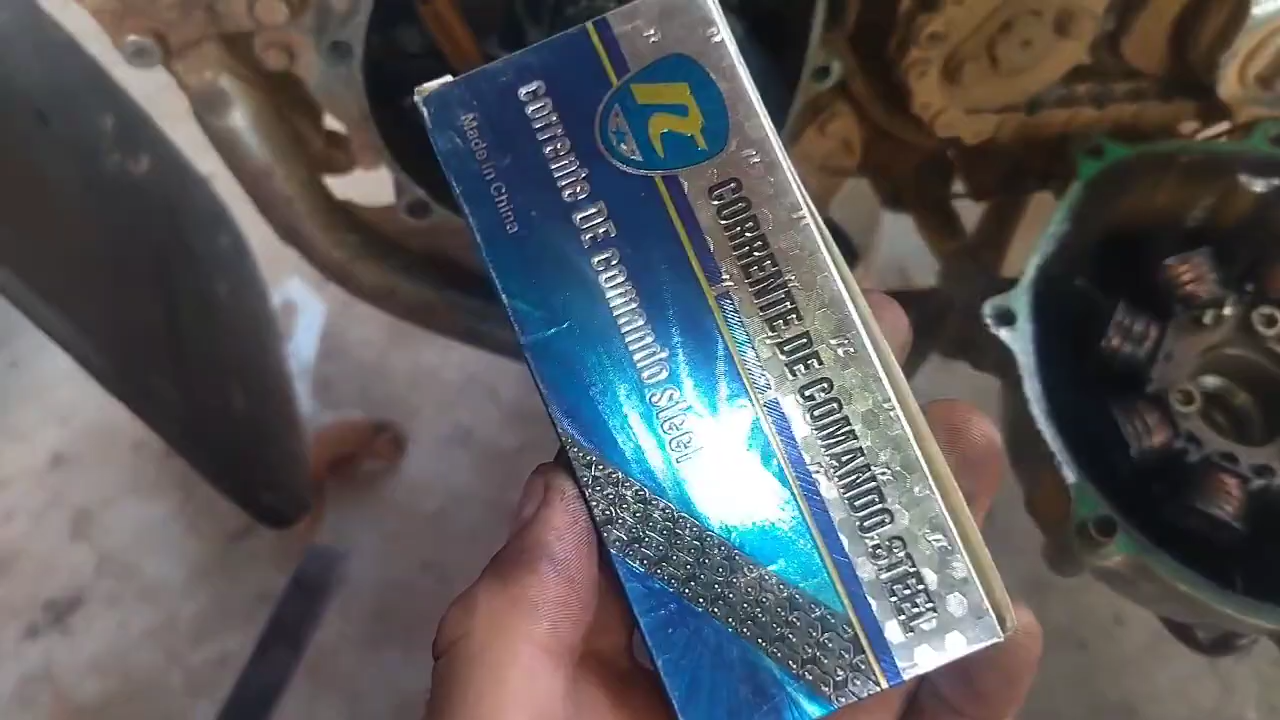 CORRENTE DE COMANDO STEEL
corrente DE comando steel
Made in China